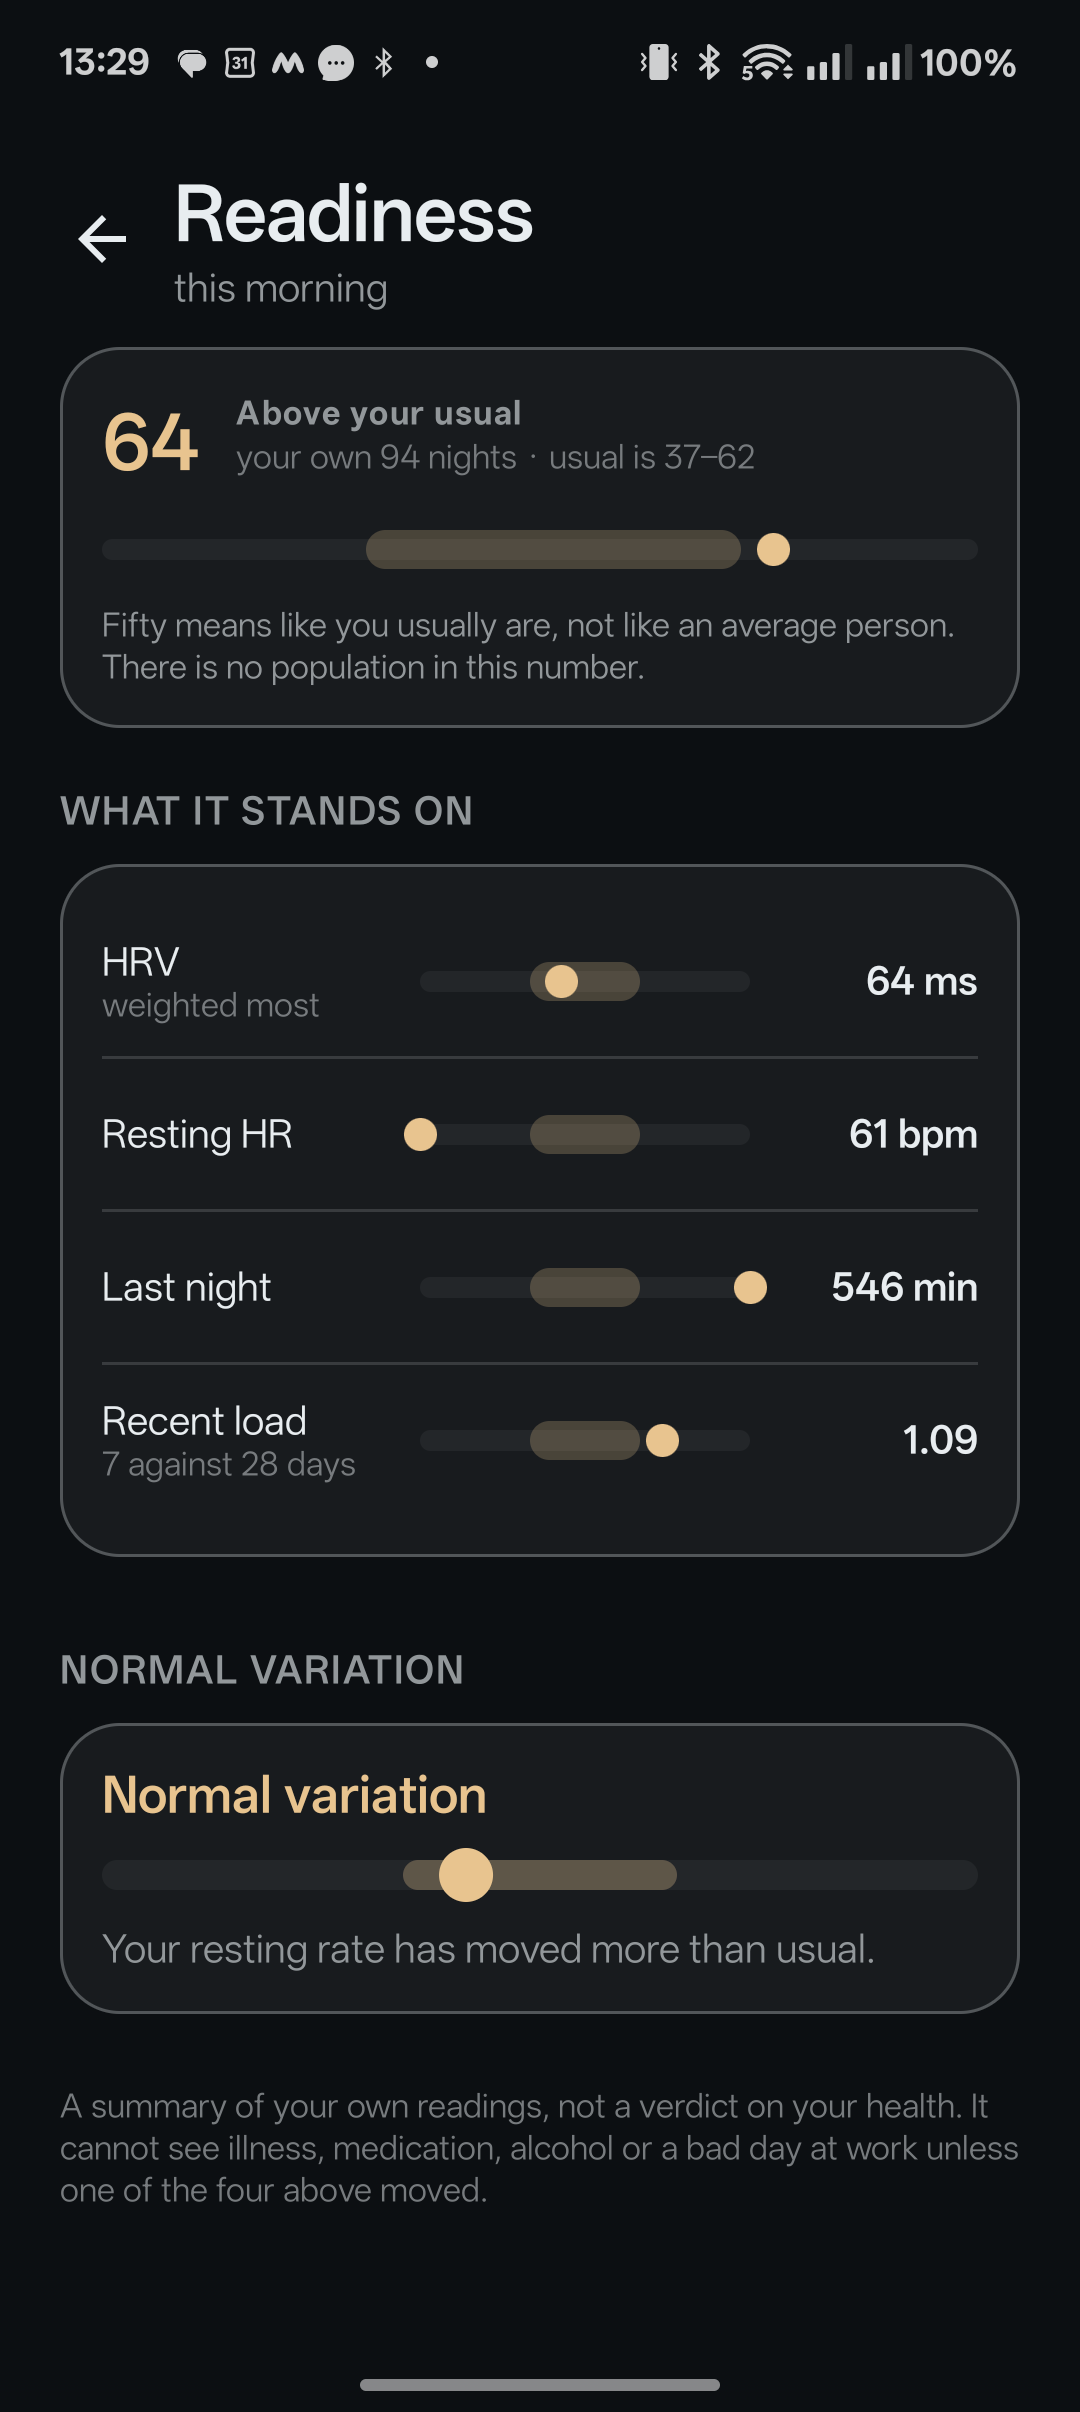 13:29
31
5
100%
Readiness
this morning
64
Above your usual
your own 94 nights · usual is 37–62
Fifty means like you usually are, not like an average person.
There is no population in this number.
WHAT IT STANDS ON
HRV
weighted most
64 ms
Resting HR
61 bpm
Last night
546 min
Recent load
7 against 28 days
1.09
NORMAL VARIATION
Normal variation
Your resting rate has moved more than usual.
A summary of your own readings, not a verdict on your health. It
cannot see illness, medication, alcohol or a bad day at work unless
one of the four above moved.